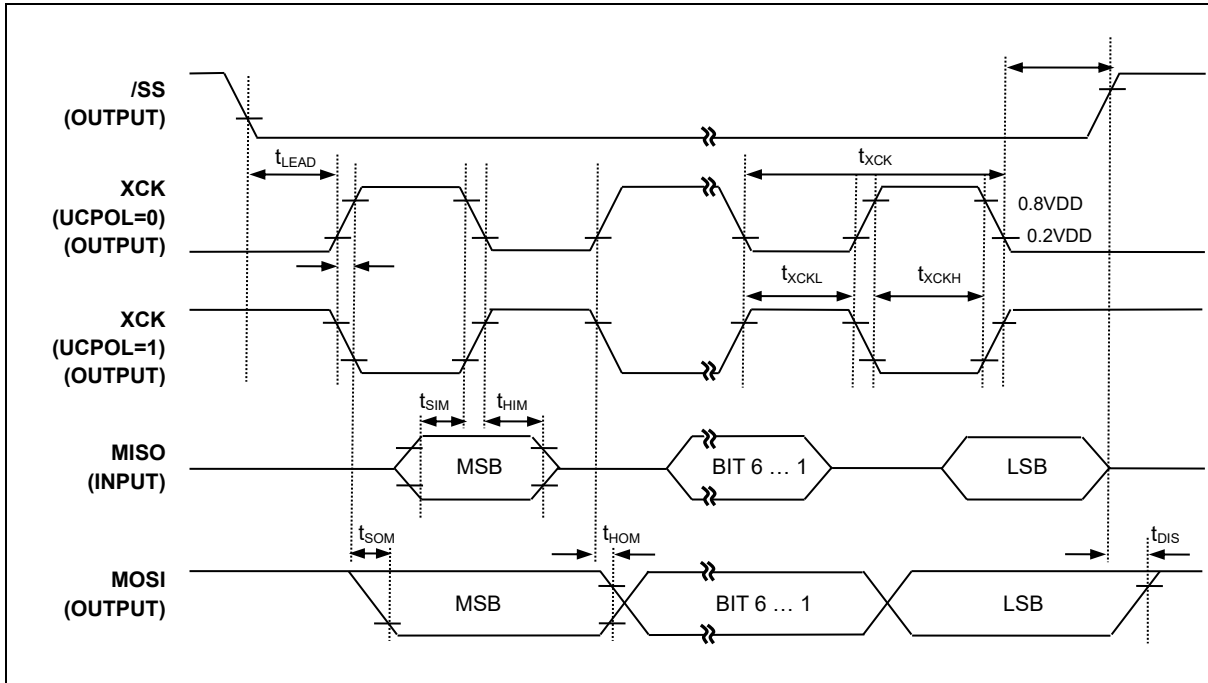 /SS
(OUTPUT)
tLEAD
tXCK
XCK
(UCPOL=0)
(OUTPUT)
0.8VDD
0.2VDD
tXCKL
tXCKH
XCK
(UCPOL=1)
(OUTPUT)
tSIM
tHIM
MISO
(INPUT)
MSB
BIT 6 … 1
LSB
tSOM
tHOM
tDIS
MOSI
(OUTPUT)
MSB
BIT 6 … 1
LSB